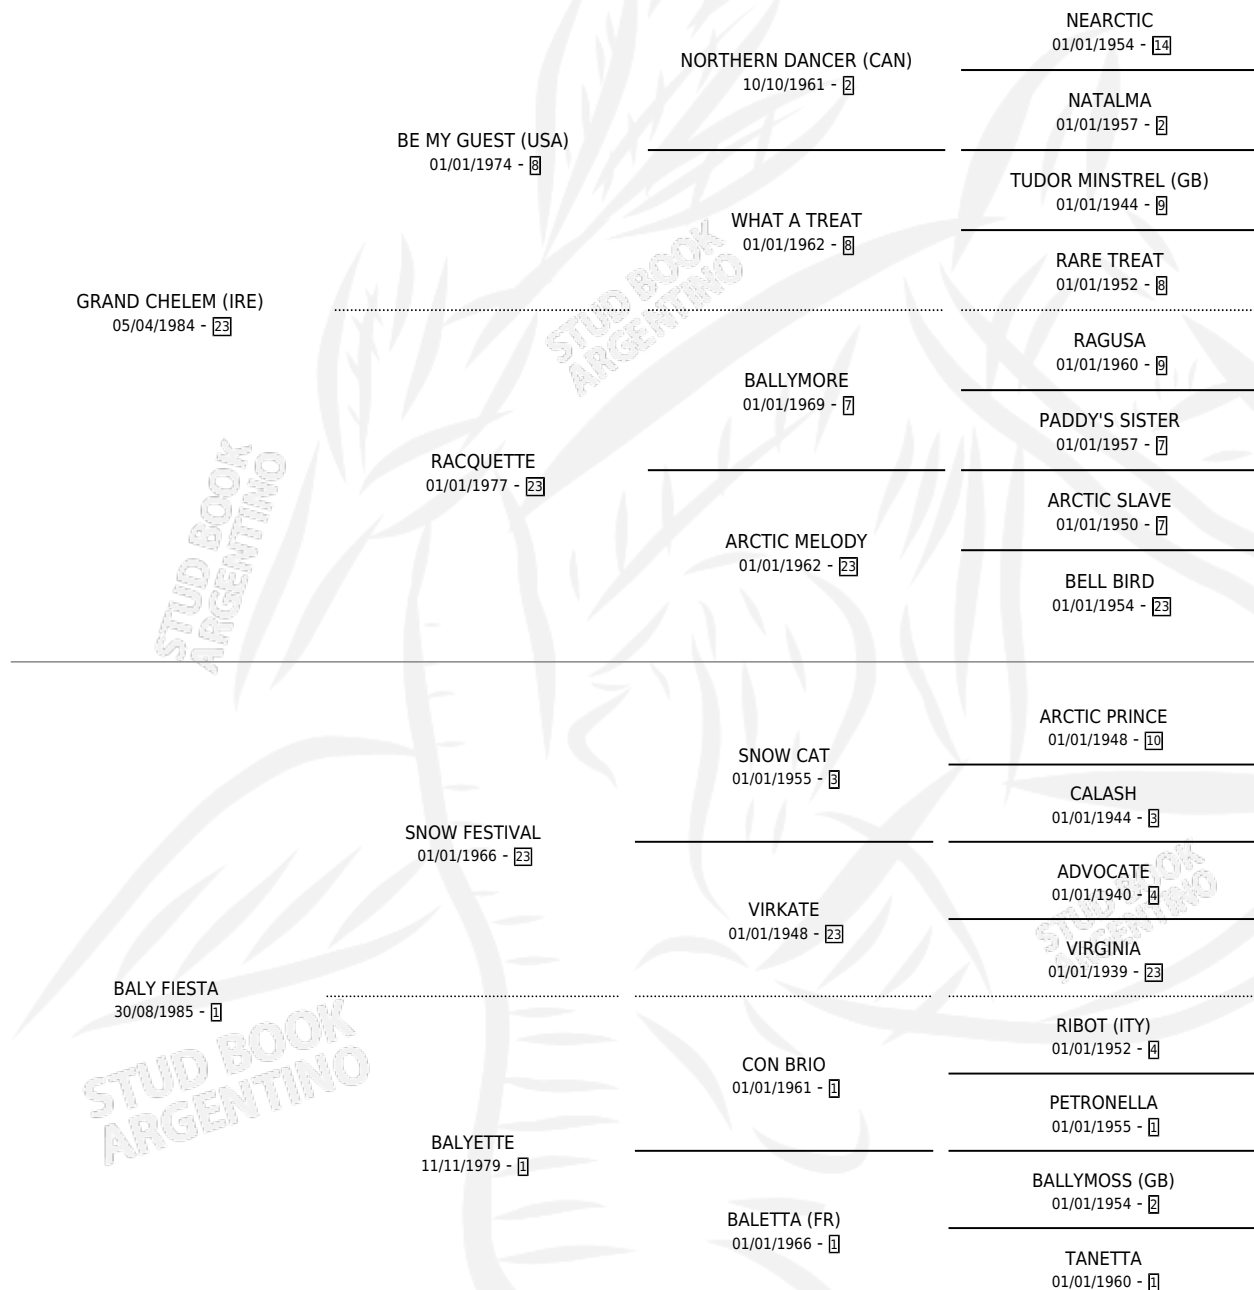 NEARCTIC
01/01/1954 - 14
NORTHERN DANCER (CAN)
10/10/1961 - 2
NATALMA
01/01/1957 - 2
BE MY GUEST (USA)
01/01/1974 - 8
TUDOR MINSTREL (GB)
01/01/1944 - 9
WHAT A TREAT
01/01/1962 - 8
RARE TREAT
01/01/1952 - 8
GRAND CHELEM (IRE)
05/04/1984 - 23
STUD BOOK
ARGENTINO
RAGUSA
01/01/1960 - 9
BALLYMORE
01/01/1969 - 7
PADDY'S SISTER
01/01/1957 - 7
RACQUETTE
01/01/1977 - 23
ARCTIC SLAVE
01/01/1950 - 7
ARCTIC MELODY
01/01/1962 - 23
BELL BIRD
01/01/1954 - 23
STUD BOOK
ARGENTINO
ARCTIC PRINCE
01/01/1948 - 10
SNOW CAT
01/01/1955 - 3
CALASH
01/01/1944 - 3
SNOW FESTIVAL
01/01/1966 - 23
ADVOCATE
01/01/1940 - 4
VIRKATE
01/01/1948 - 23
VIRGINIA
01/01/1939 - 23
STUD BOOK
ARGENTINO
BALY FIESTA
30/08/1985 - 1
RIBOT (ITY)
01/01/1952 - 4
CON BRIO
01/01/1961 - 1
PETRONELLA
01/01/1955 - 1
STUD BOOK
ARGENTINO
BALYETTE
11/11/1979 - 1
BALLYMOSS (GB)
01/01/1954 - 2
BALETTA (FR)
01/01/1966 - 1
TANETTA
01/01/1960 - 1